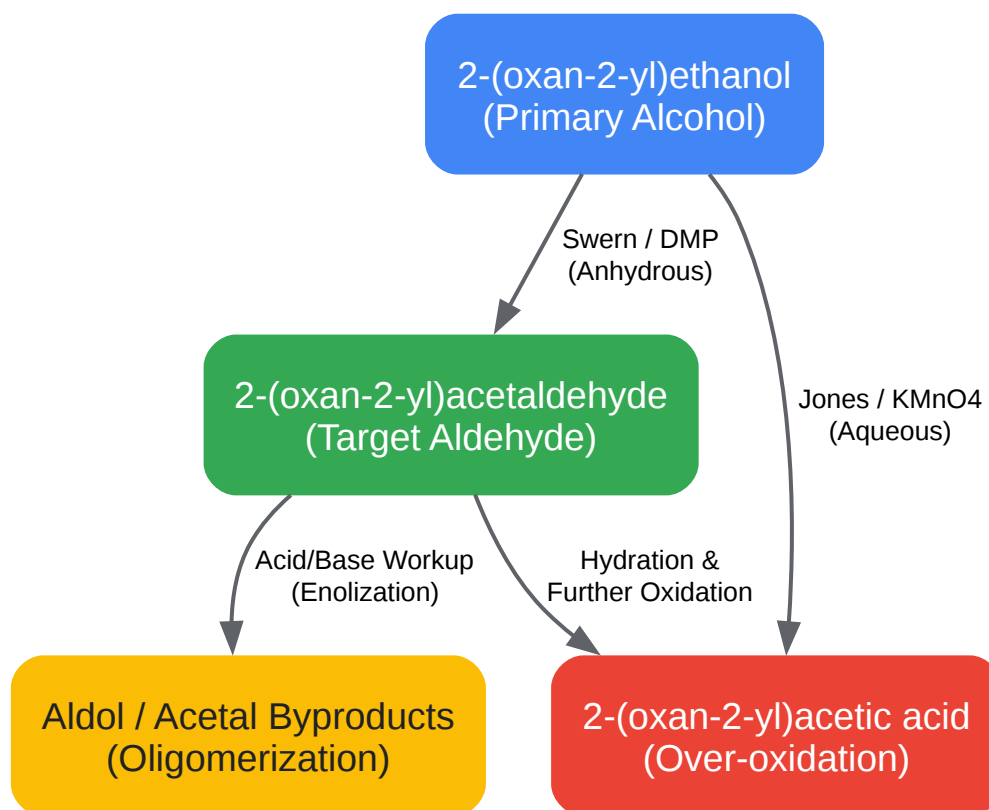 2-(oxan-2-yl)ethanol
(Primary Alcohol)
Swern / DMP
(Anhydrous)
2-(oxan-2-yl)acetaldehyde
(Target Aldehyde)
Jones / KMnO4
(Aqueous)
Acid/Base Workup
(Enolization)
Hydration &
Further Oxidation
Aldol / Acetal Byproducts
(Oligomerization)
2-(oxan-2-yl)acetic acid
(Over-oxidation)